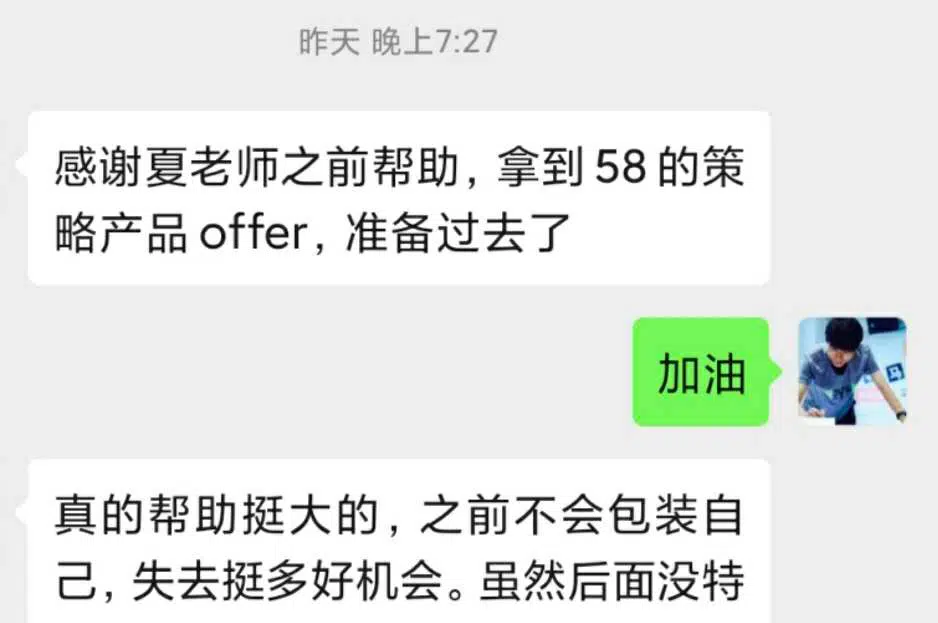 昨天 晚上7:27
感谢夏老师之前帮助，拿到 58 的策
略产品 offer，准备过去了
加油
真的帮助挺大的，之前不会包装自
己，失去挺多好机会。虽然后面没特